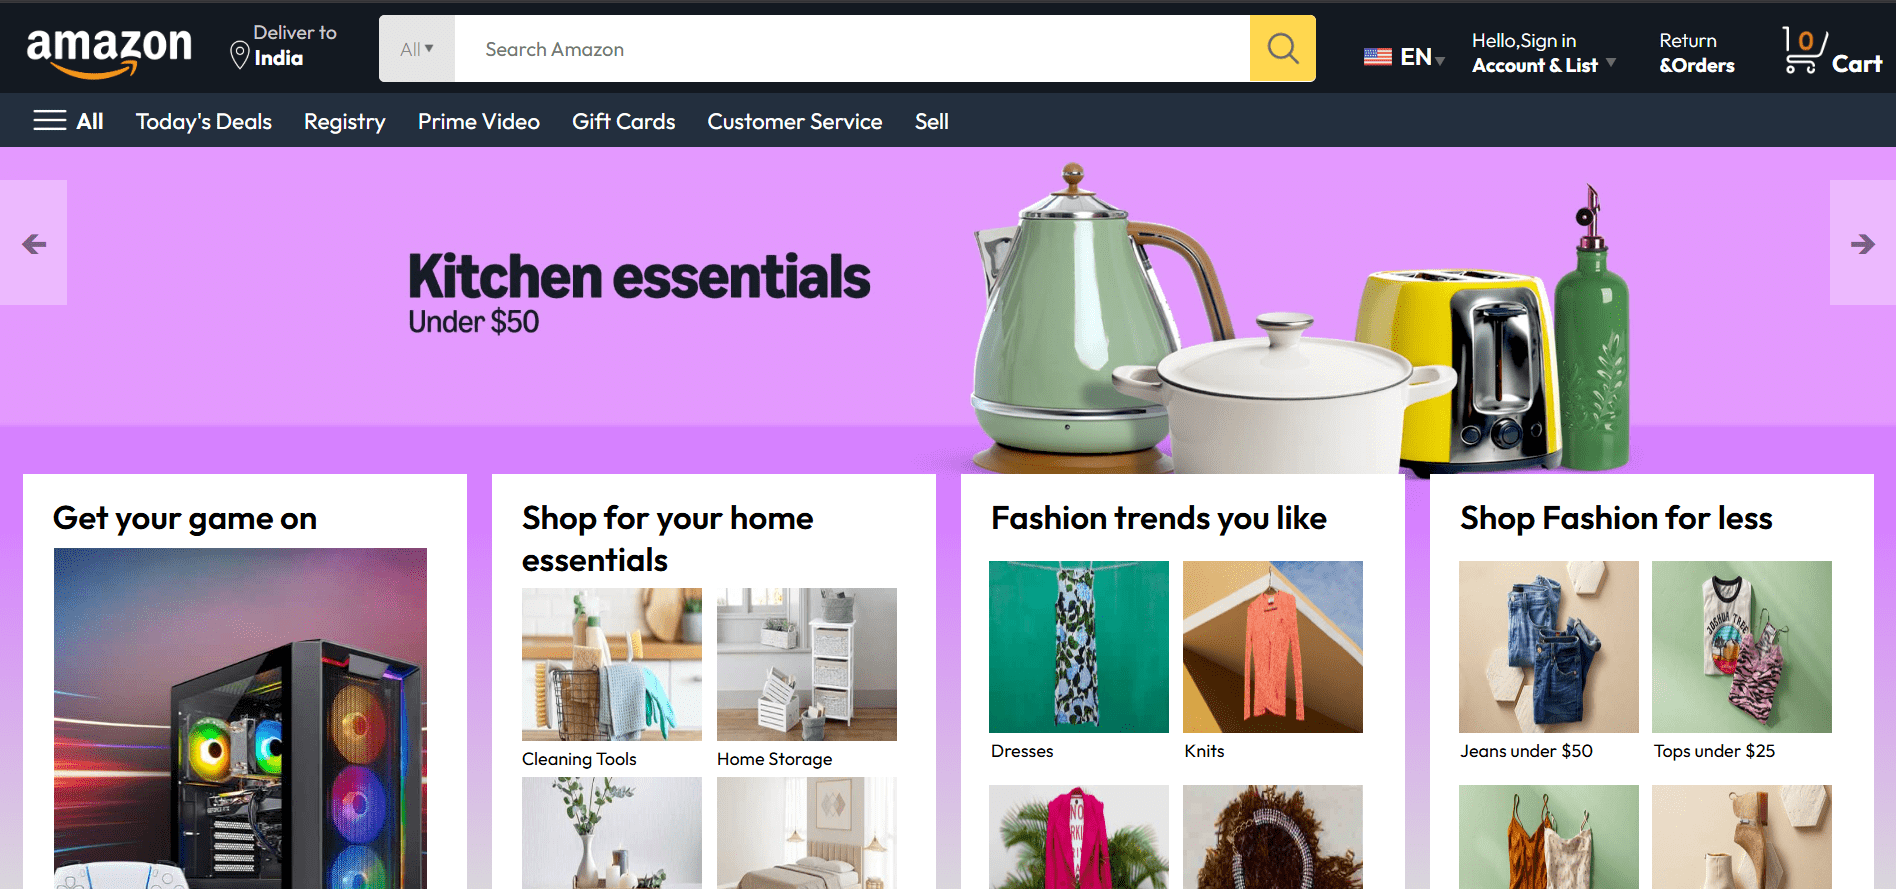 amazon
Deliver to
India
All
Search Amazon
EN
Hello,Sign in
Account & List
Return
&Orders
0
Cart
All
Today's Deals
Registry
Prime Video
Gift Cards
Customer Service
Sell
Kitchen essentials
Under $50
Get your game on
Shop for your home
essentials
Cleaning Tools
Home Storage
Fashion trends you like
Dresses
Knits
Shop Fashion for less
Jeans under $50
Tops under $25
JOSHUA TREE
NO